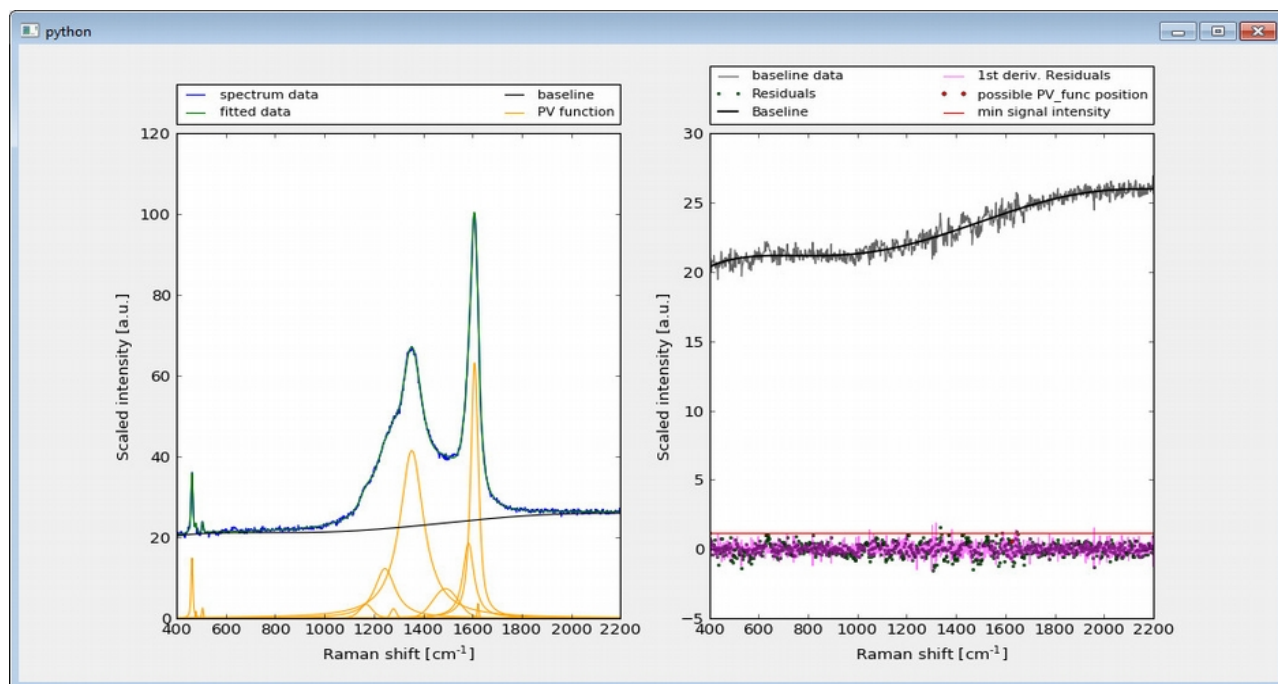 python
spectrum data
baseline
fitted data
PV function
120
100
80
60
40
20
0
Scaled intensity [a.u.]
400 600 800 1000 1200 1400 1600 1800 2000 2200
Raman shift [cm-1]
baseline data
1st deriv. Residuals
Residuals
possible PV_func position
Baseline
min signal intensity
30
25
20
15
10
5
0
−5
Scaled intensity [a.u.]
400 600 800 1000 1200 1400 1600 1800 2000 2200
Raman shift [cm-1]